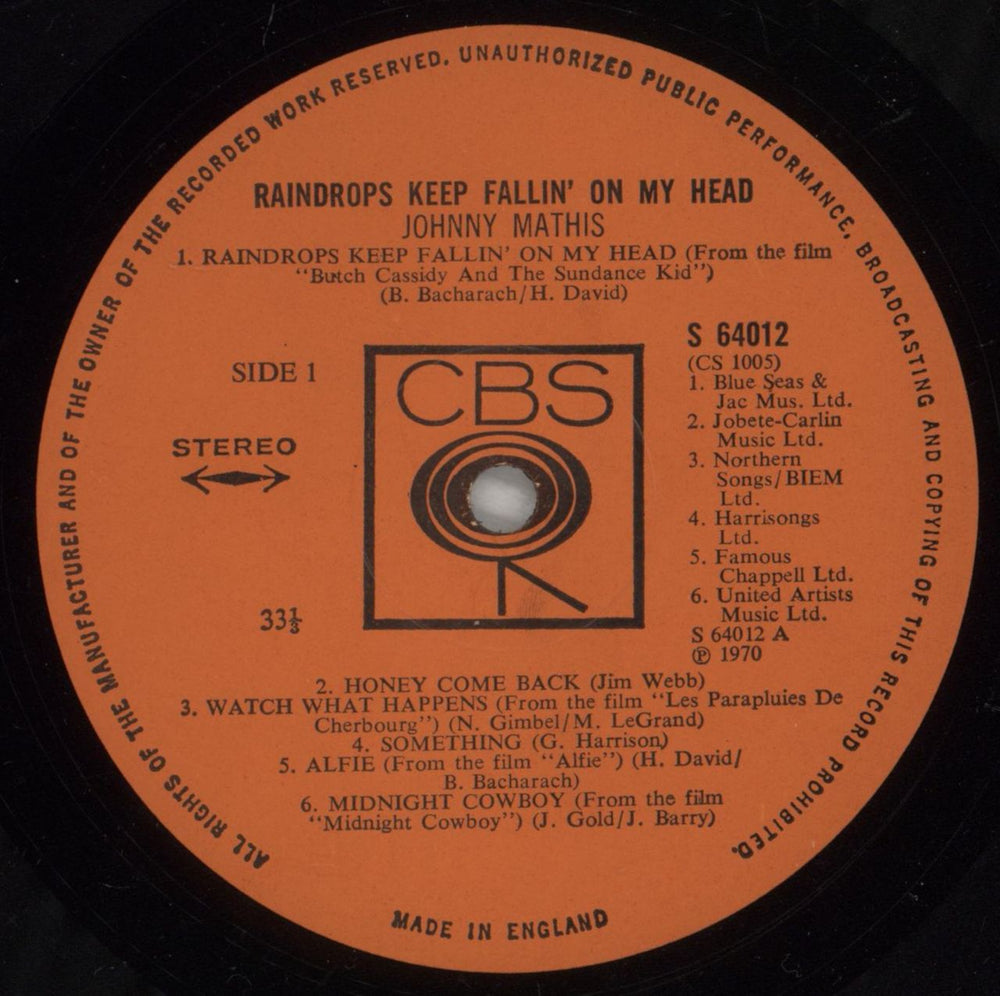 ALL RIGHTS OF THE MANUFACTURER AND OF THE OWNER OF THE RECORDED WORK RESERVED. UNAUTHORIZED PUBLIC PERFORMANCE, BROADCASTING AND COPYING OF THIS RECORD PROHIBITED.
RAINDROPS KEEP FALLIN' ON MY HEAD
JOHNNY MATHIS
1. RAINDROPS KEEP FALLIN' ON MY HEAD (From the film
"Butch Cassidy And The Sundance Kid")
(B. Bacharach/H. David)
SIDE 1
STEREO
33⅓
CBS
S 64012
(CS 1005)
1. Blue Seas &
Jac Mus. Ltd.
2. Jobete-Carlin
Music Ltd.
3. Northern
Songs/BIEM
Ltd.
4. Harrisongs
Ltd.
5. Famous
Chappell Ltd.
6. United Artists
Music Ltd.
S 64012 A
℗ 1970
2. HONEY COME BACK (Jim Webb)
3. WATCH WHAT HAPPENS (From the film "Les Parapluies De
Cherbourg") (N. Gimbel/M. LeGrand)
4. SOMETHING (G. Harrison)
5. ALFIE (From the film "Alfie") (H. David/
B. Bacharach)
6. MIDNIGHT COWBOY (From the film
"Midnight Cowboy") (J. Gold/J. Barry)
MADE IN ENGLAND